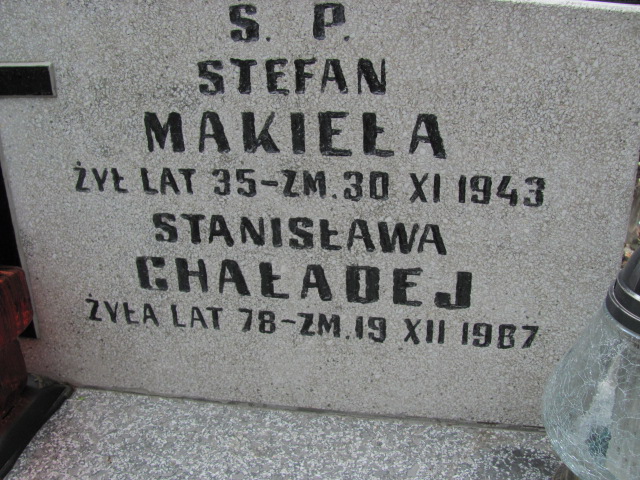 S. P.
STEFAN
MAKIEŁA
ŻYŁ LAT 35-ZM. 30 XI 1943
STANISŁAWA
CHAŁADEJ
ŻYŁA LAT 78-ZM. 19 XII 1987